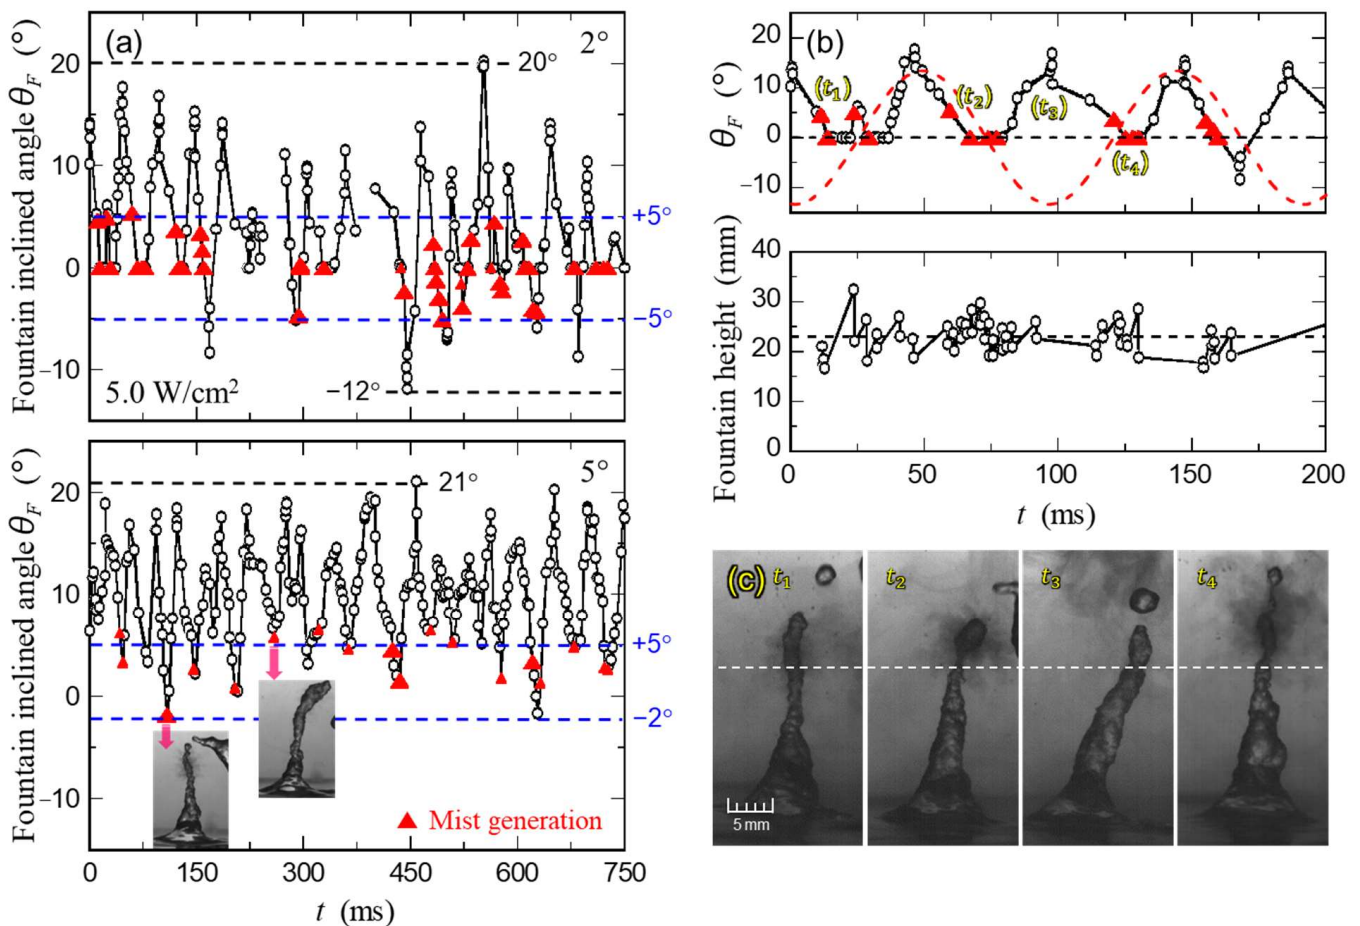 (a)
2°
Fountain inclined angle θF (°)
20
10
0
−10
20°
+5°
−5°
−12°
5.0 W/cm²
5°
Fountain inclined angle θF (°)
20
10
0
−10
21°
+5°
−2°
Mist generation
0 150 300 450 600 750
t (ms)
(b)
θF (°)
20
10
0
−10
(t1)
(t2)
(t3)
(t4)
Fountain height (mm)
40
30
20
10
0
0 50 100 150 200
t (ms)
(c)
t1
t2
t3
t4
5 mm